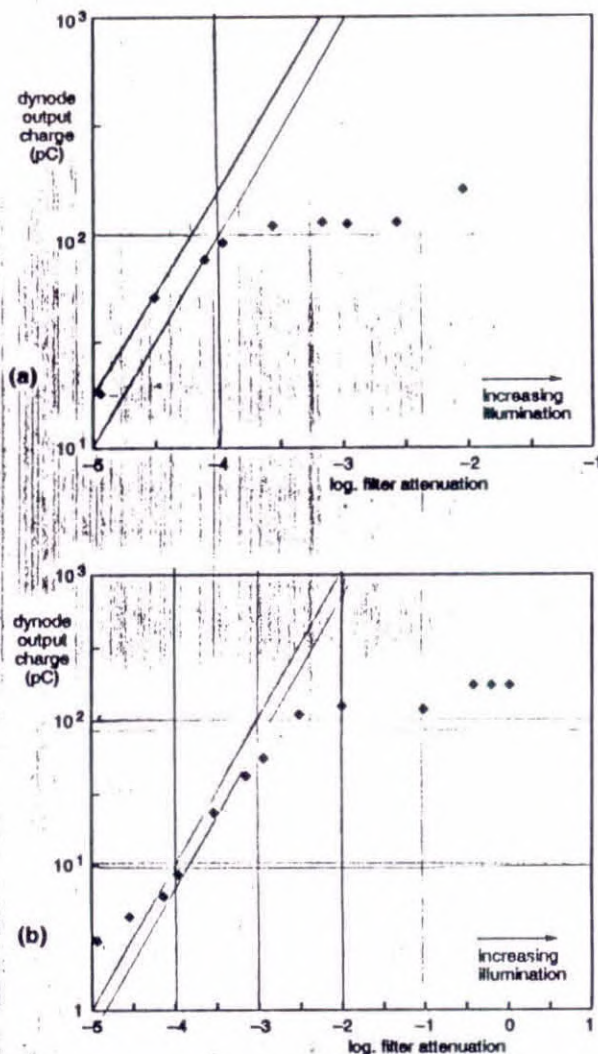 10³
dynode
output
charge
(pC)
10²
(a)
increasing
illumination
10¹
−5 −4 −3 −2 −1
log. filter attenuation
10³
dynode
output
charge
(pC)
10²
10¹
(b)
increasing
illumination
1
−5 −4 −3 −2 −1 0 1
log. filter attenuation